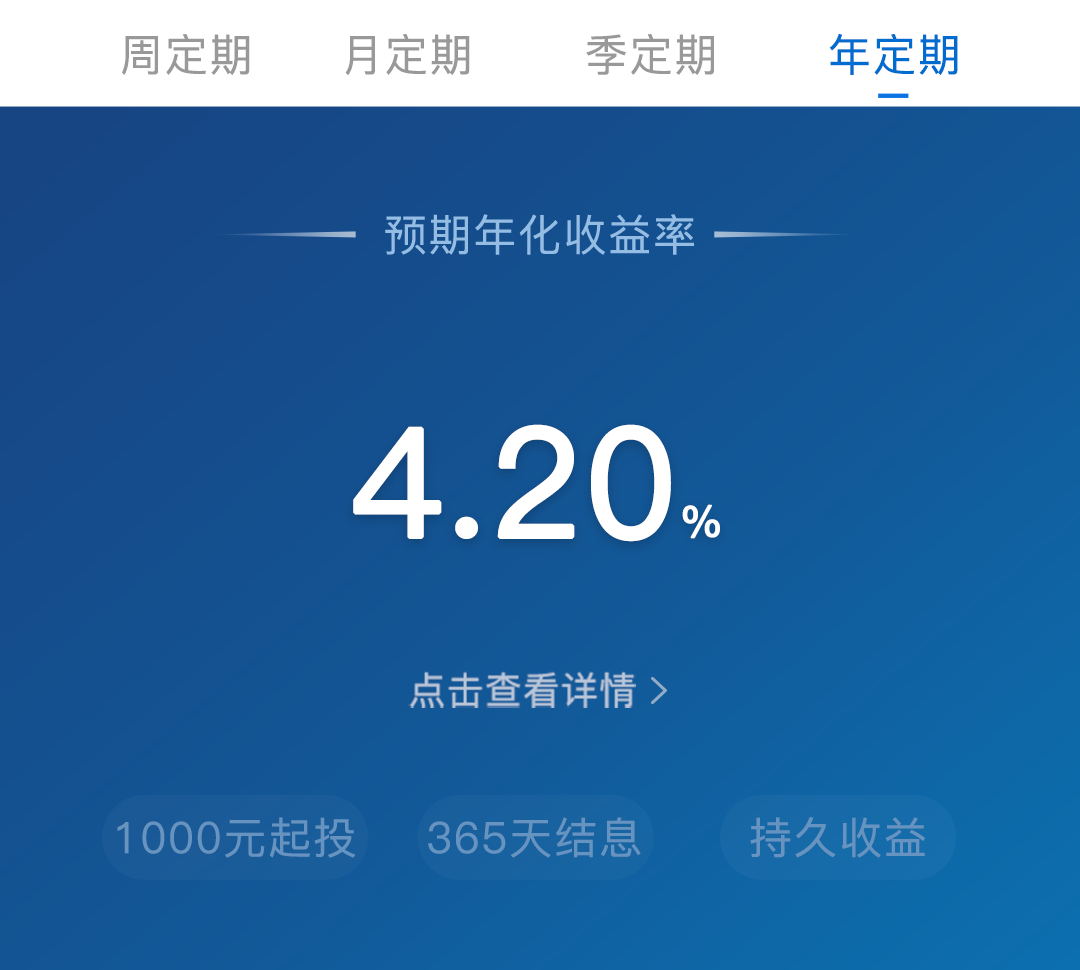 周定期 月定期 季定期 年定期
预期年化收益率
4.20%
点击查看详情 >
1000元起投 365天结息 持久收益